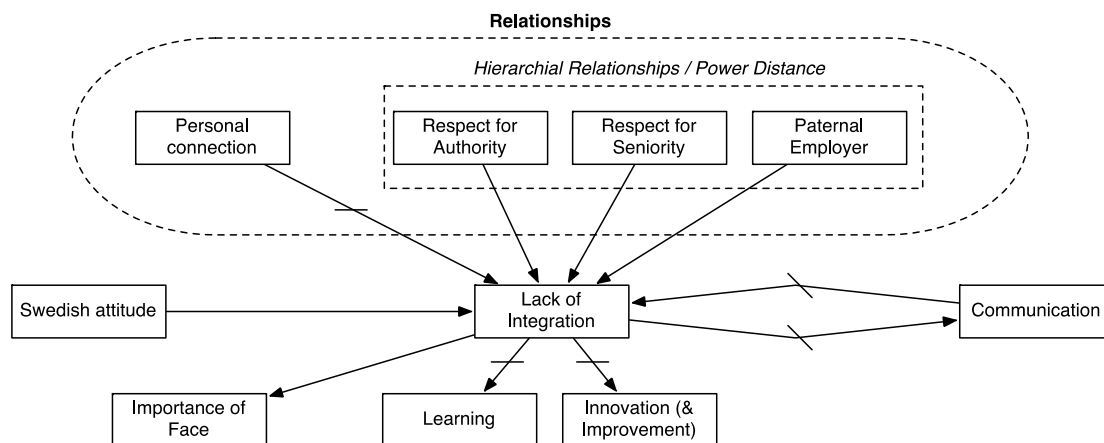 Relationships
Hierarchial Relationships / Power Distance
Personal
connection
Respect for
Authority
Respect for
Seniority
Paternal
Employer
Swedish attitude
Lack of
Integration
Communication
Importance of
Face
Learning
Innovation (&
Improvement)